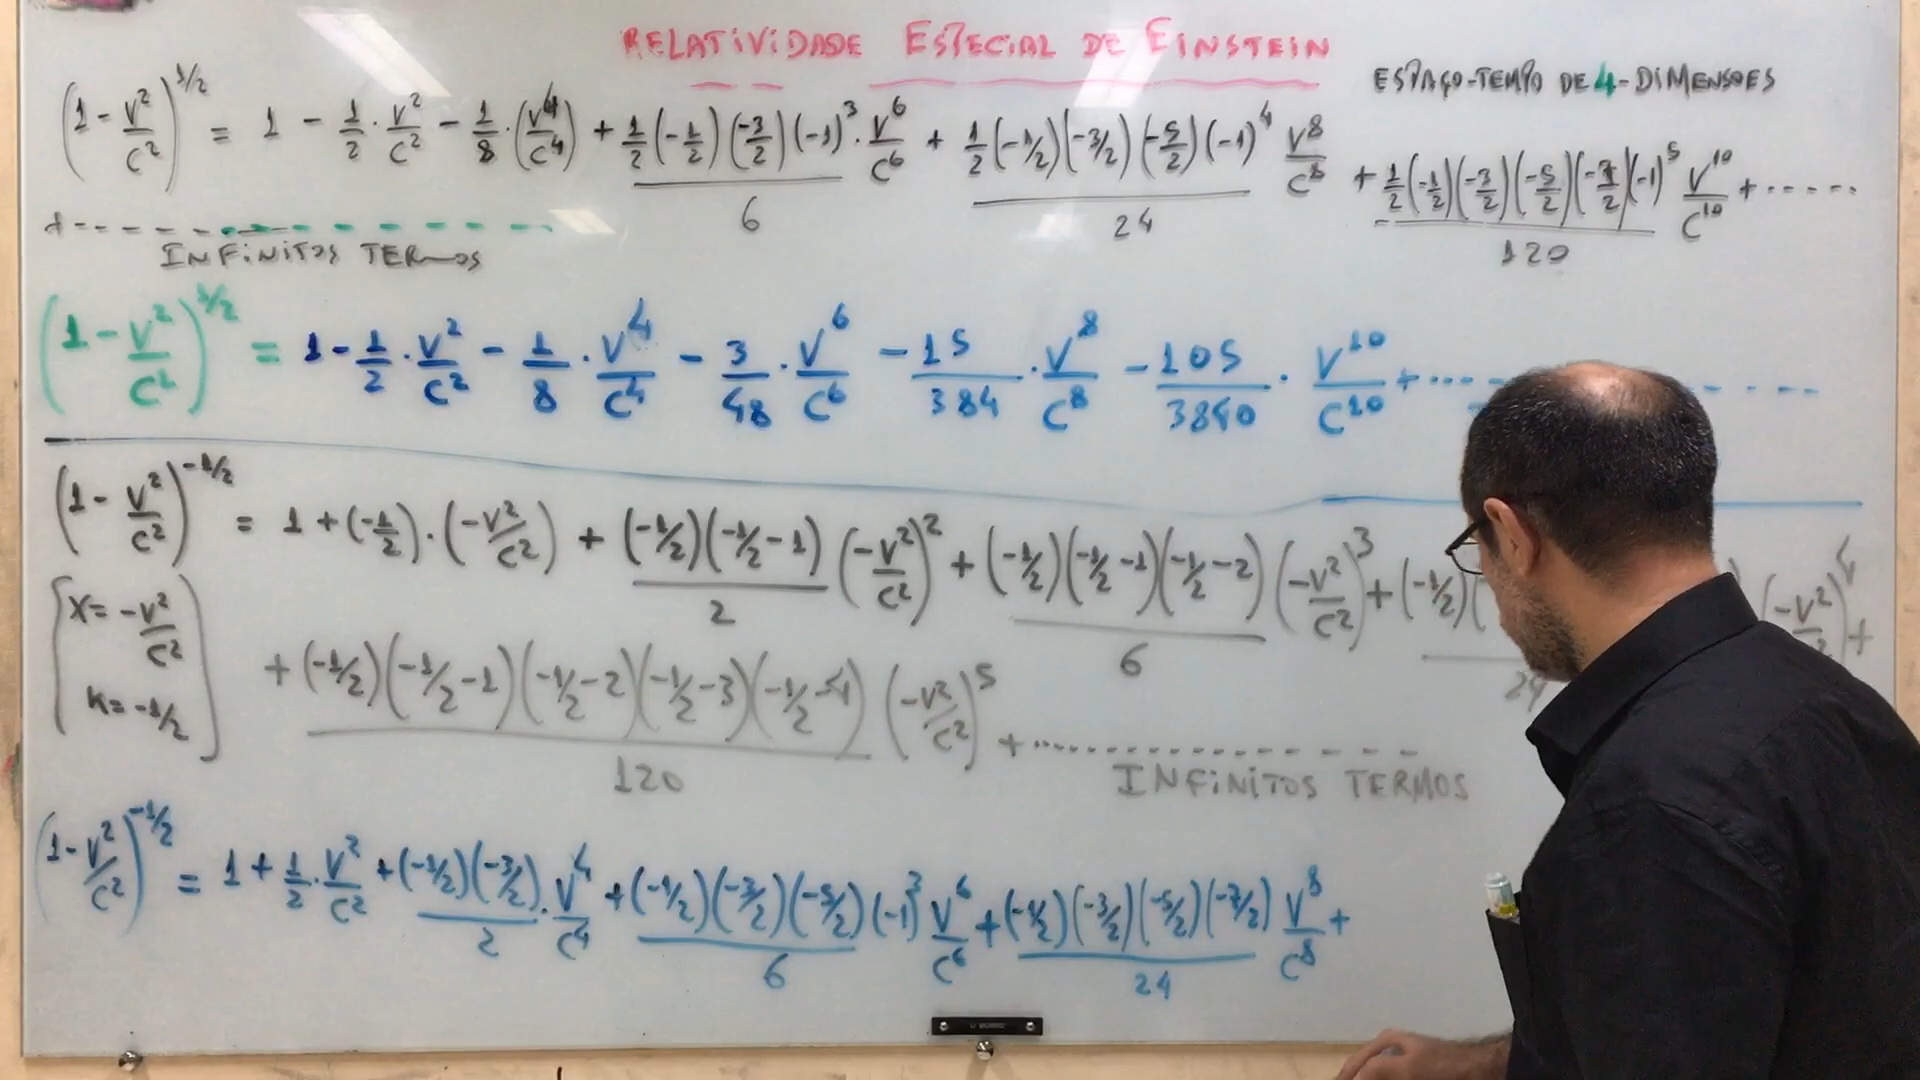 RELATIVIDADE ESPECIAL DE EINSTEIN
ESPAÇO-TEMPO DE 4-DIMENSOES
(1 - v²/c²)^1/2 = 1 - 1/2 · v²/c² - 1/8 · (v⁴/c⁴) + 1/2(-1/2)(-3/2)(-1)³/6 · v⁶/c⁶ + 1/2(-1/2)(-3/2)(-5/2)(-1)⁴/24 v⁸/c⁸ + 1/2(-1/2)(-3/2)(-5/2)(-7/2)(-1)⁵/120 v¹⁰/c¹⁰ + .....
+ - - - - - - - - - - -
INFINITOS TERMOS
(1 - v²/c²)^1/2 = 1 - 1/2 · v²/c² - 1/8 · v⁴/c⁴ - 3/48 · v⁶/c⁶ - 15/384 · v⁸/c⁸ - 105/3840 · v¹⁰/c¹⁰ + ....
(1 - v²/c²)^-1/2 = 1 + (-1/2) · (-v²/c²) + (-1/2)(-1/2-1)/2 (-v²/c²)² + (-1/2)(-1/2-1)(-1/2-2)/6 (-v²/c²)³ + (-1/2)( /24 (-v²/c²)⁴ +
x = -v²/c²
k = -1/2
+ (-1/2)(-1/2-1)(-1/2-2)(-1/2-3)(-1/2-4)/120 (-v²/c²)⁵ + ..........
INFINITOS TERMOS
(1 - v²/c²)^-1/2 = 1 + 1/2 · v²/c² + (-1/2)(-3/2)/2 · v⁴/c⁴ + (-1/2)(-3/2)(-5/2)/6 (-1)³ v⁶/c⁶ + (-1/2)(-3/2)(-5/2)(-7/2)/24 v⁸/c⁸ +